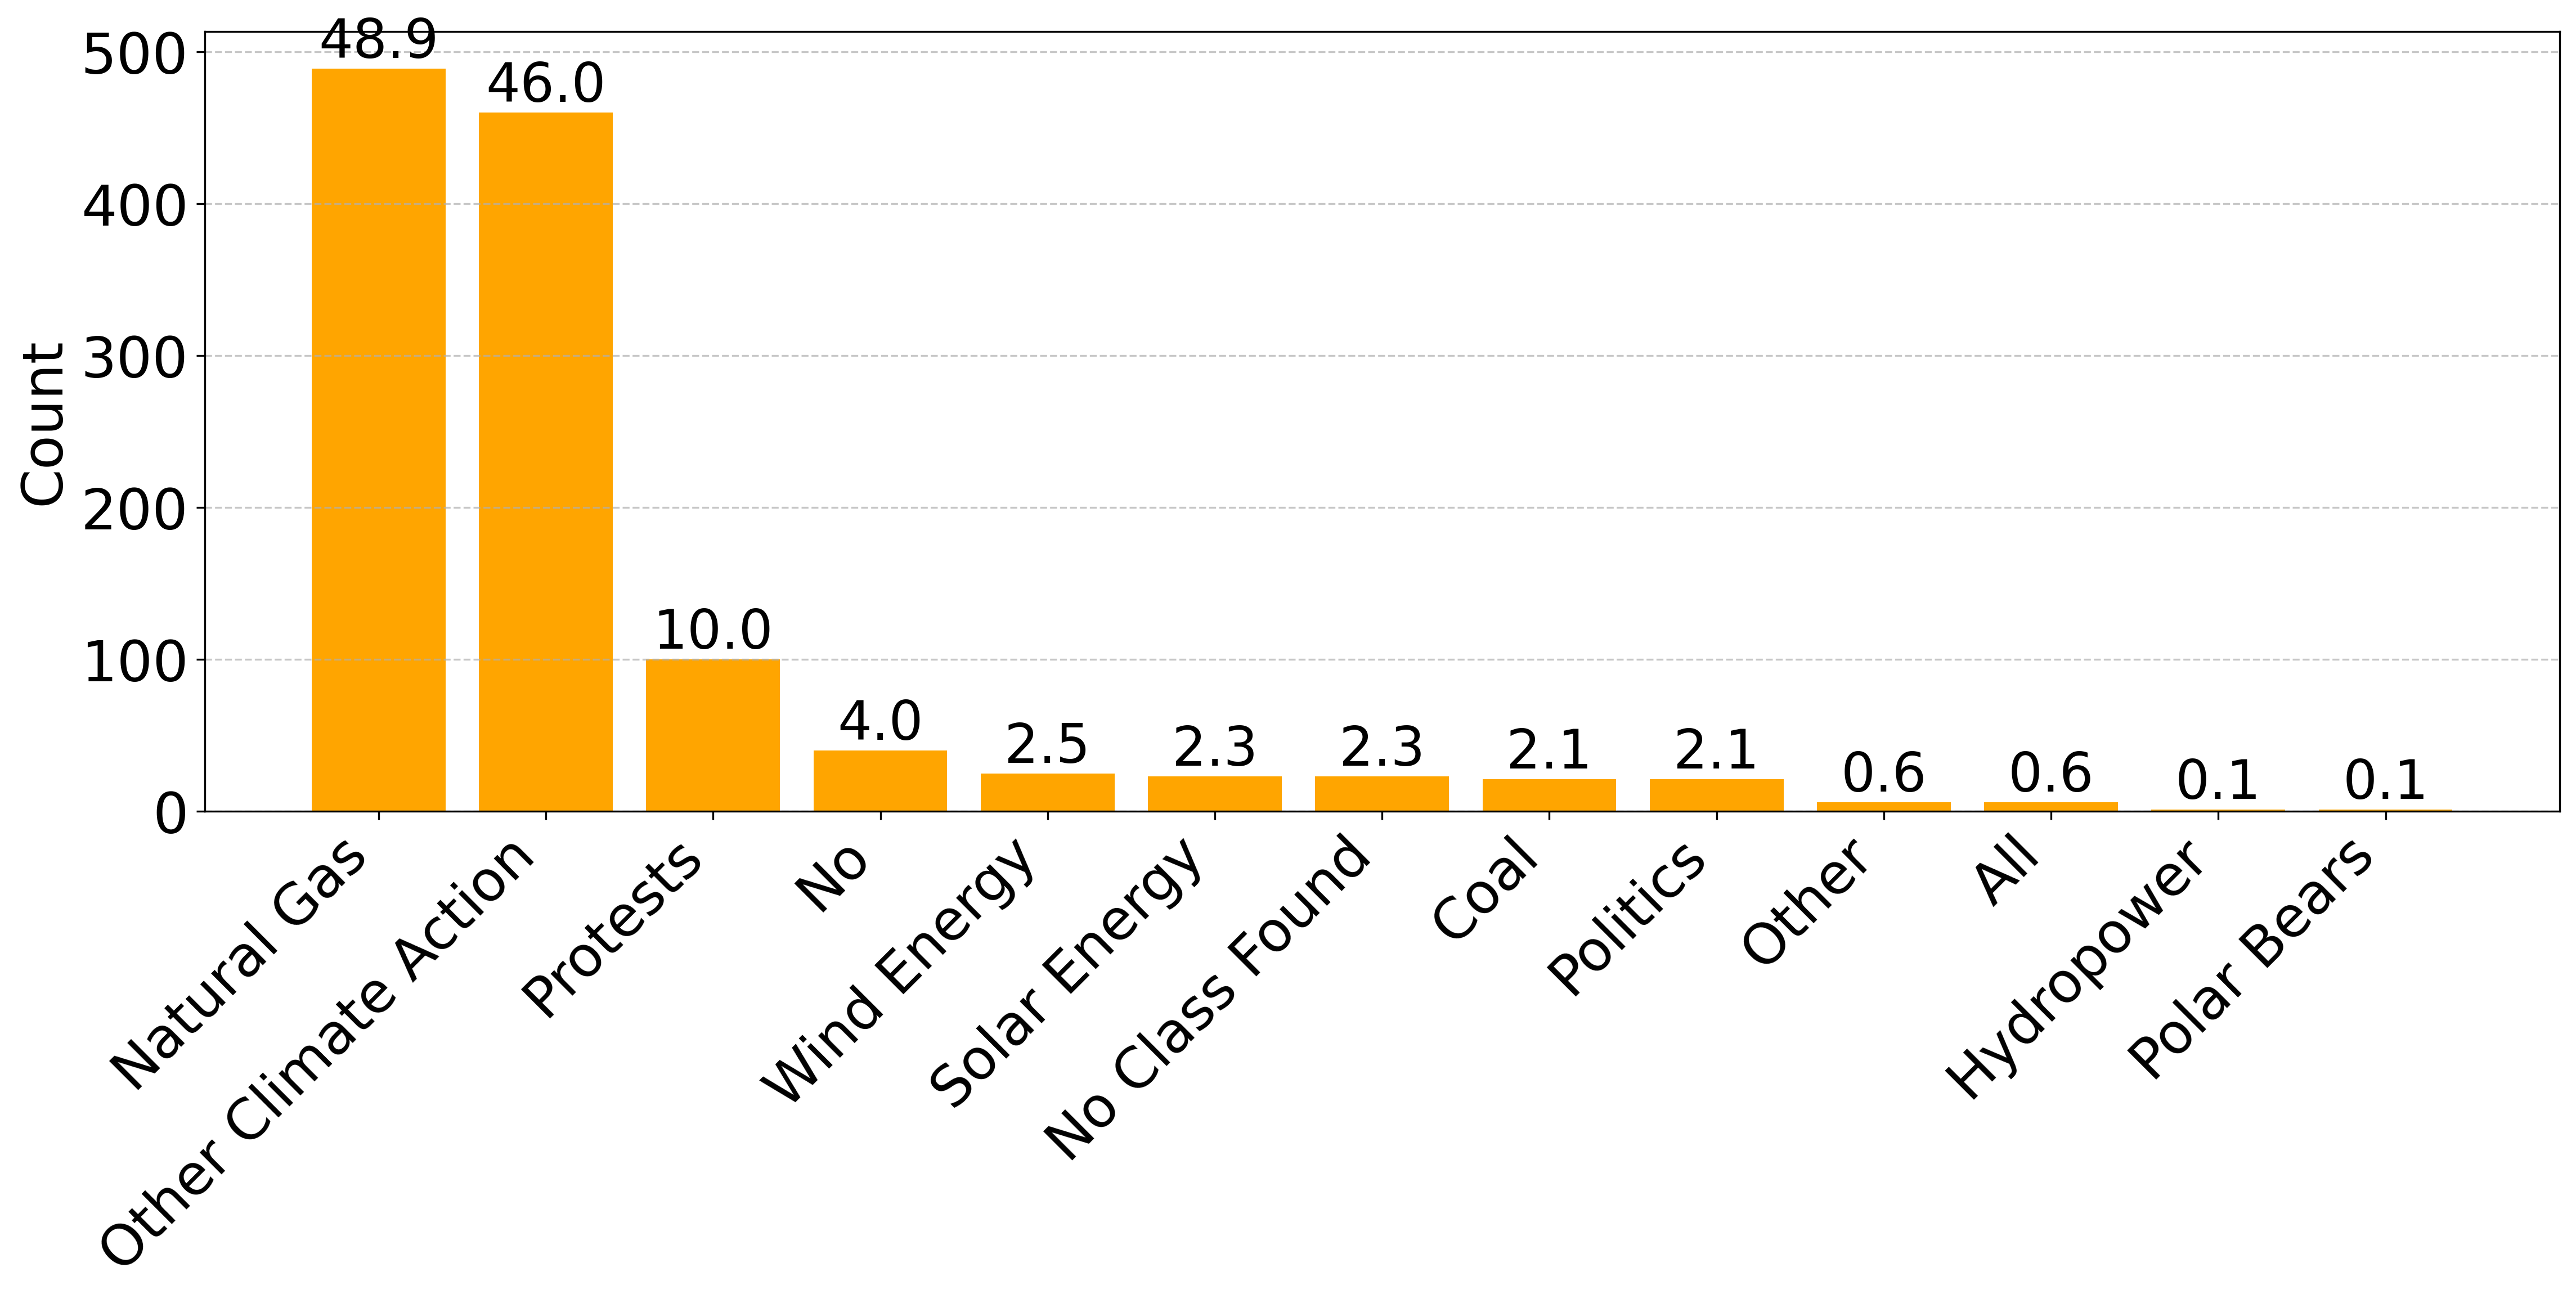 Count
500
400
300
200
100
0
48.9
46.0
10.0
4.0
2.5
2.3
2.3
2.1
2.1
0.6
0.6
0.1
0.1
Natural Gas
Other Climate Action
Protests
No
Wind Energy
Solar Energy
No Class Found
Coal
Politics
Other
All
Hydropower
Polar Bears